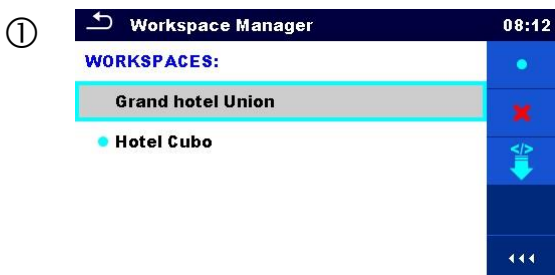 ①
Workspace Manager 08:12
WORKSPACES:
Grand hotel Union
Hotel Cubo